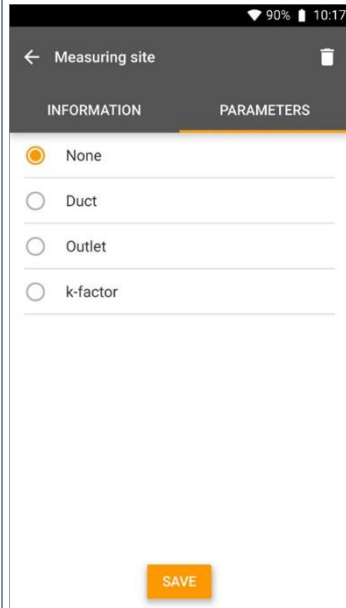 90% 10:17
Measuring site
INFORMATION PARAMETERS
None
Duct
Outlet
k-factor
SAVE